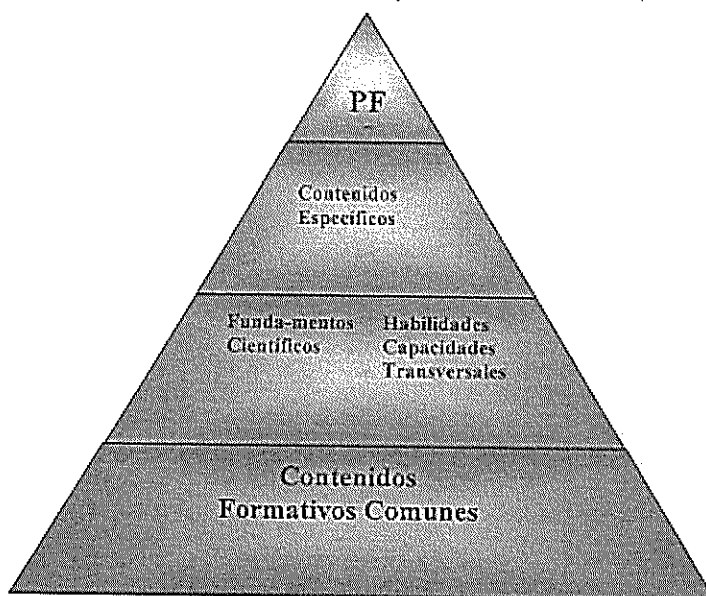 PF
Contenidos
Específicos
Funda-mentos
Científicos
Habilidades
Capacidades
Transversales
Contenidos
Formativos Comunes